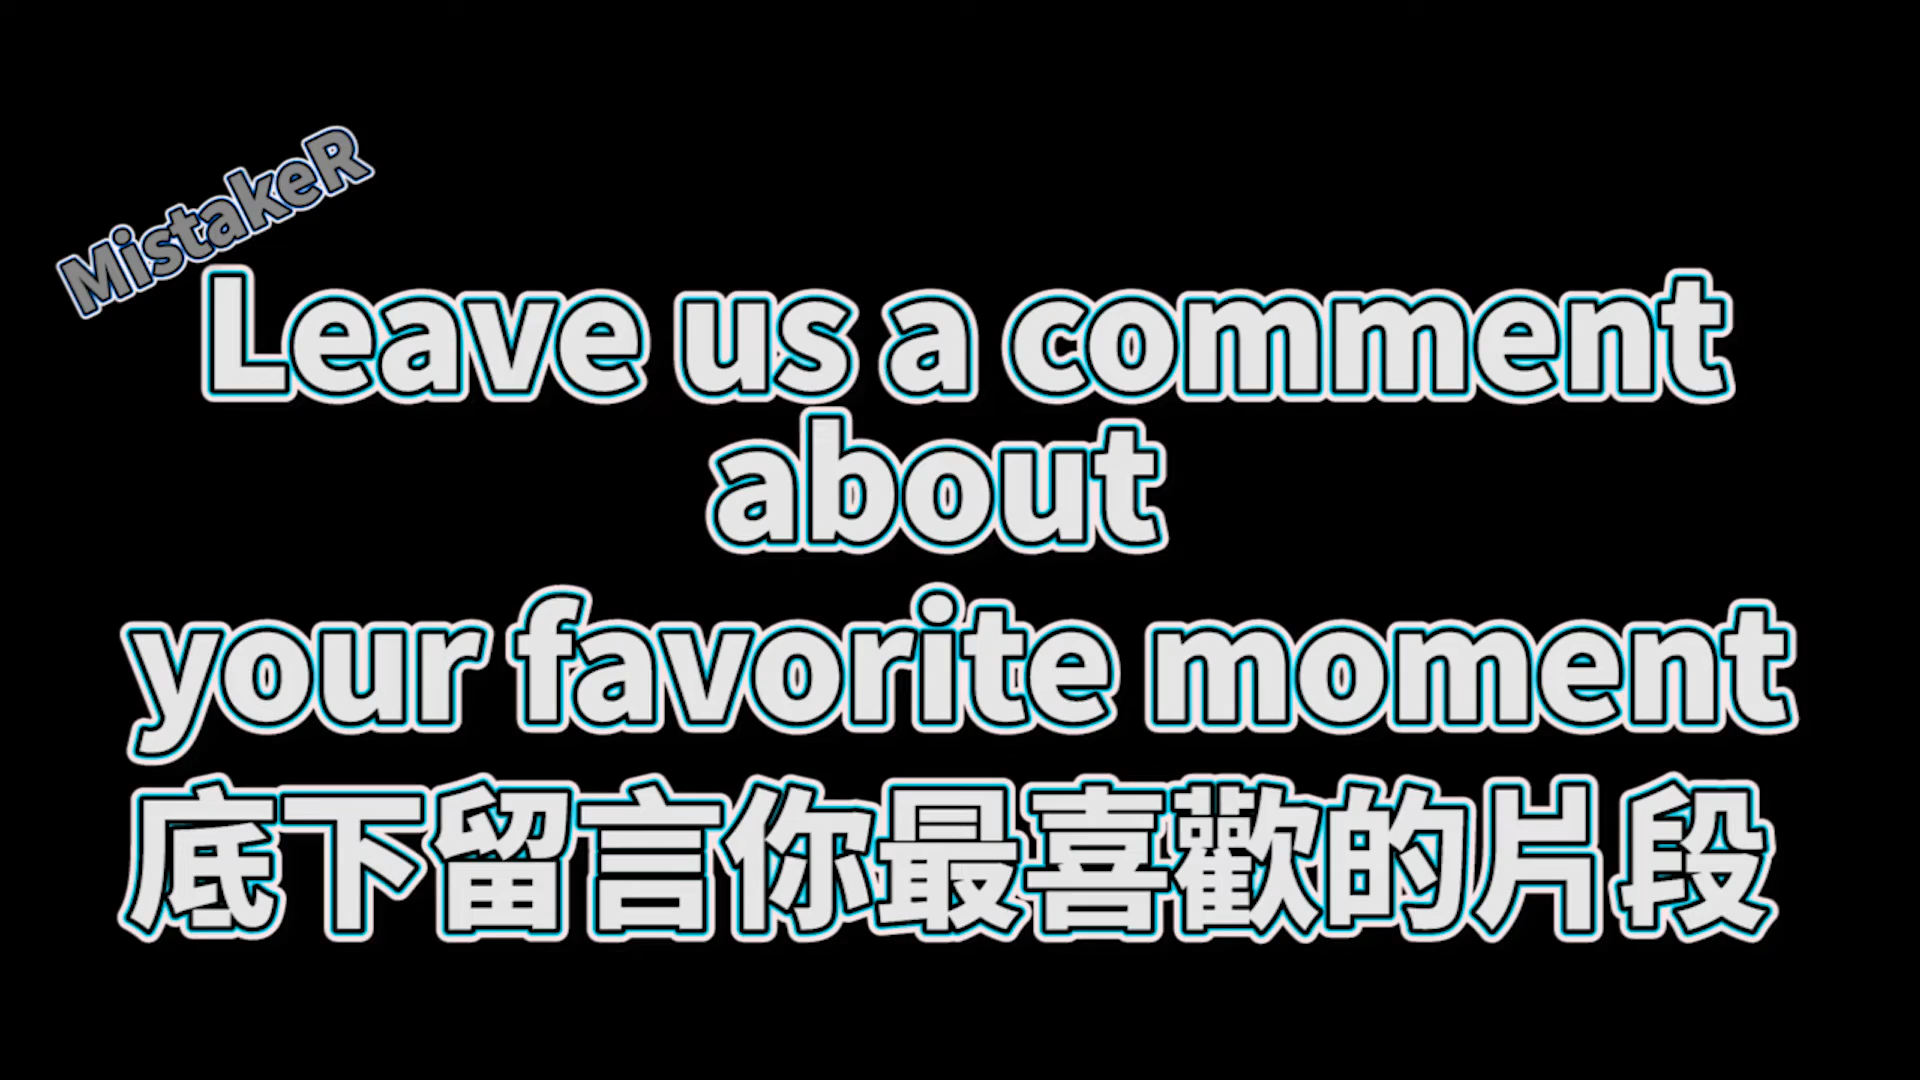 MistakeR
Leave us a comment
about
your favorite moment
底下留言你最喜歡的片段